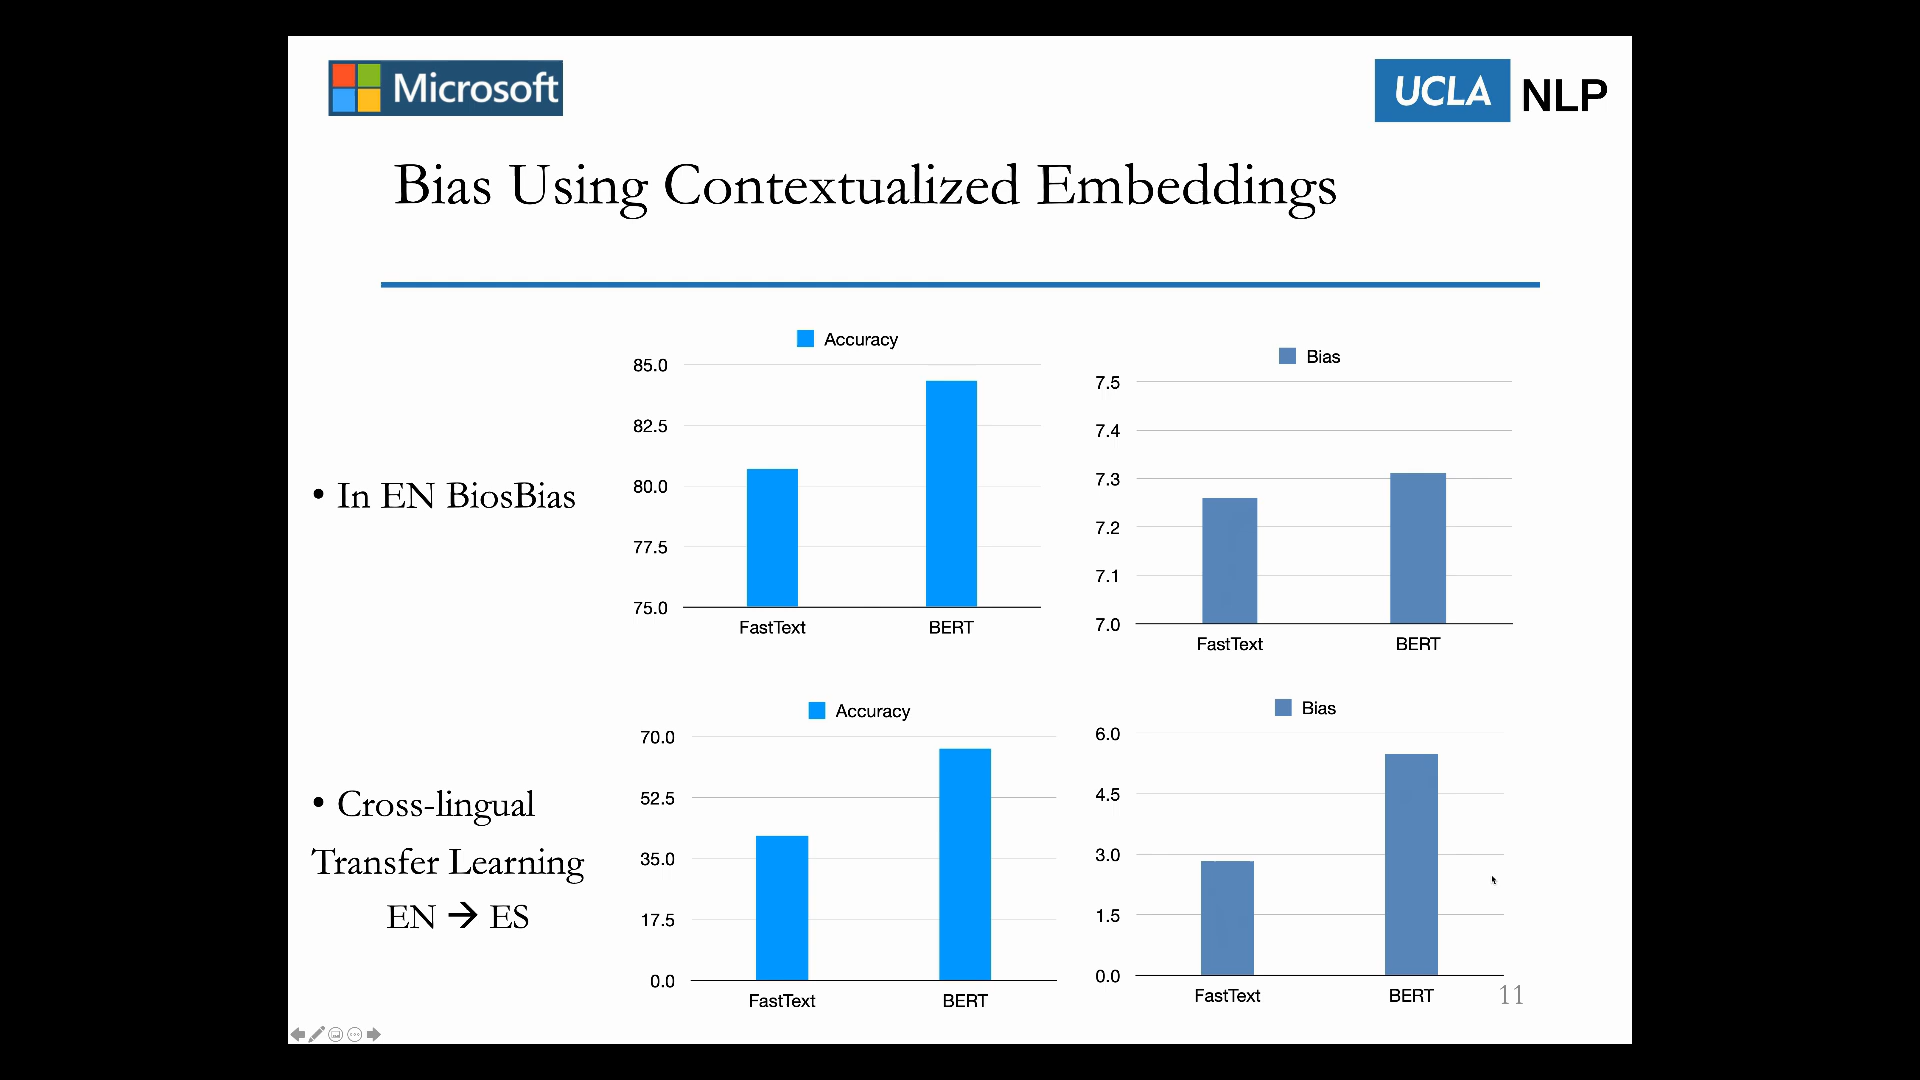 Microsoft
UCLA NLP
Bias Using Contextualized Embeddings
• In EN BiosBias
Accuracy
85.0
82.5
80.0
77.5
75.0
FastText BERT
Bias
7.5
7.4
7.3
7.2
7.1
7.0
FastText BERT
• Cross-lingual
Transfer Learning
EN → ES
Accuracy
70.0
52.5
35.0
17.5
0.0
FastText BERT
Bias
6.0
4.5
3.0
1.5
0.0
FastText BERT
11